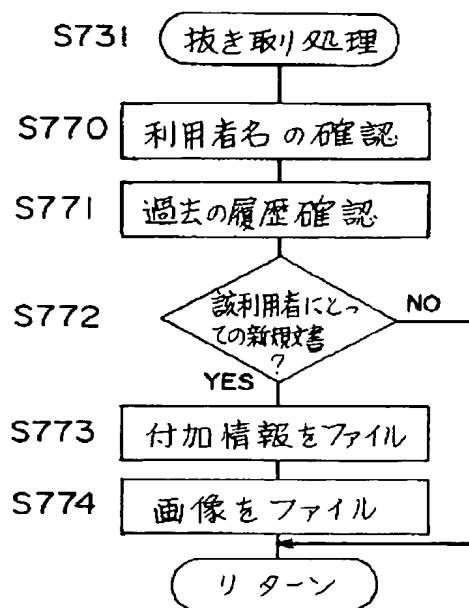 S731 抜き取り処理
S770 利用者名の確認
S771 過去の履歴確認
S772 該利用者にとっ
ての新規文書
?
NO
YES
S773 付加情報をファイル
S774 画像をファイル
リターン